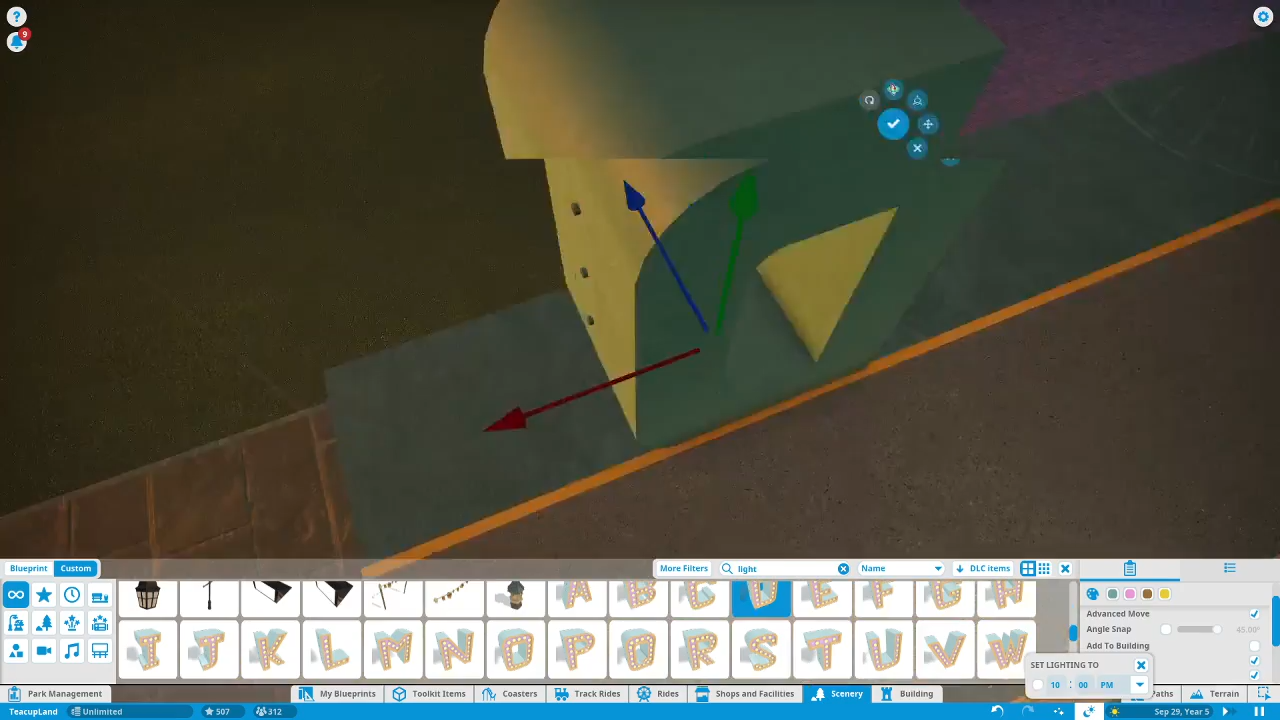 9
Blueprint Custom
More Filters light Name DLC items
A B C D E F G H
I J K L M N O P Q R S T U V W
Advanced Move
Angle Snap 45.00°
Add To Building
SET LIGHTING TO
10 : 00 PM
Park Management My Blueprints Toolkit Items Coasters Track Rides Rides Shops and Facilities Scenery Building Paths Terrain
TeacupLand Unlimited 507 312 Sep 29, Year 5